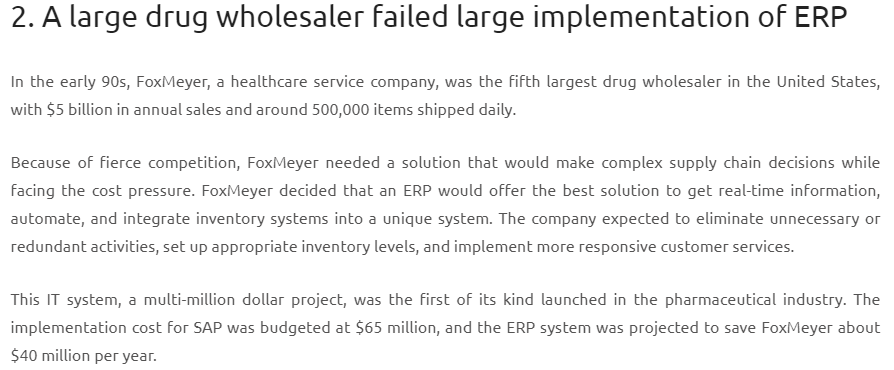 2. A large drug wholesaler failed large implementation of ERP
In the early 90s, FoxMeyer, a healthcare service company, was the fifth largest drug wholesaler in the United States,
with $5 billion in annual sales and around 500,000 items shipped daily.
Because of fierce competition, FoxMeyer needed a solution that would make complex supply chain decisions while
facing the cost pressure. FoxMeyer decided that an ERP would offer the best solution to get real-time information,
automate, and integrate inventory systems into a unique system. The company expected to eliminate unnecessary or
redundant activities, set up appropriate inventory levels, and implement more responsive customer services.
This IT system, a multi-million dollar project, was the first of its kind launched in the pharmaceutical industry. The
implementation cost for SAP was budgeted at $65 million, and the ERP system was projected to save FoxMeyer about
$40 million per year.